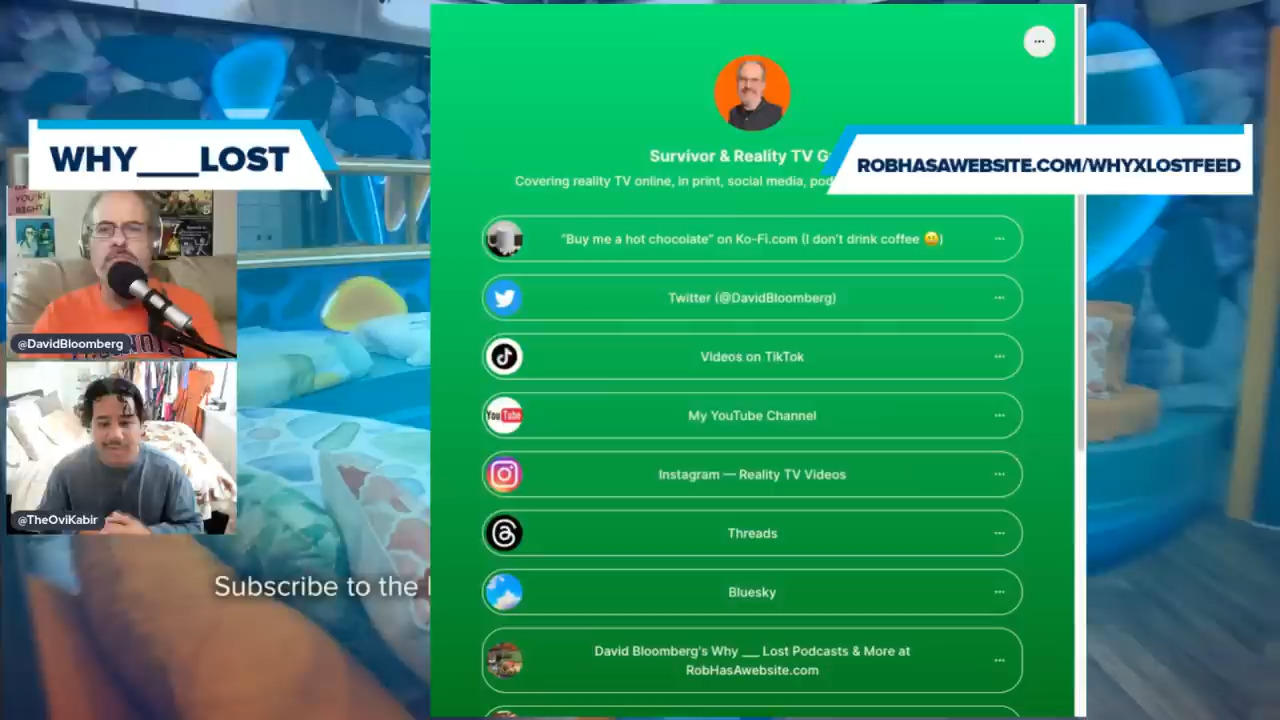 WHY___LOST
ROBHASAWEBSITE.COM/WHYXLOSTFEED
Survivor & Reality TV G
Covering reality TV online, in print, social media, pod
"Buy me a hot chocolate" on Ko-Fi.com (I don't drink coffee 😬)
Twitter (@DavidBloomberg)
Videos on TikTok
My YouTube Channel
YouTube
Instagram — Reality TV Videos
Threads
Bluesky
David Bloomberg's Why ___ Lost Podcasts & More at
RobHasAwebsite.com
YOU'RE
RIGHT
@DavidBloomberg
@TheOviKabir
Subscribe to the